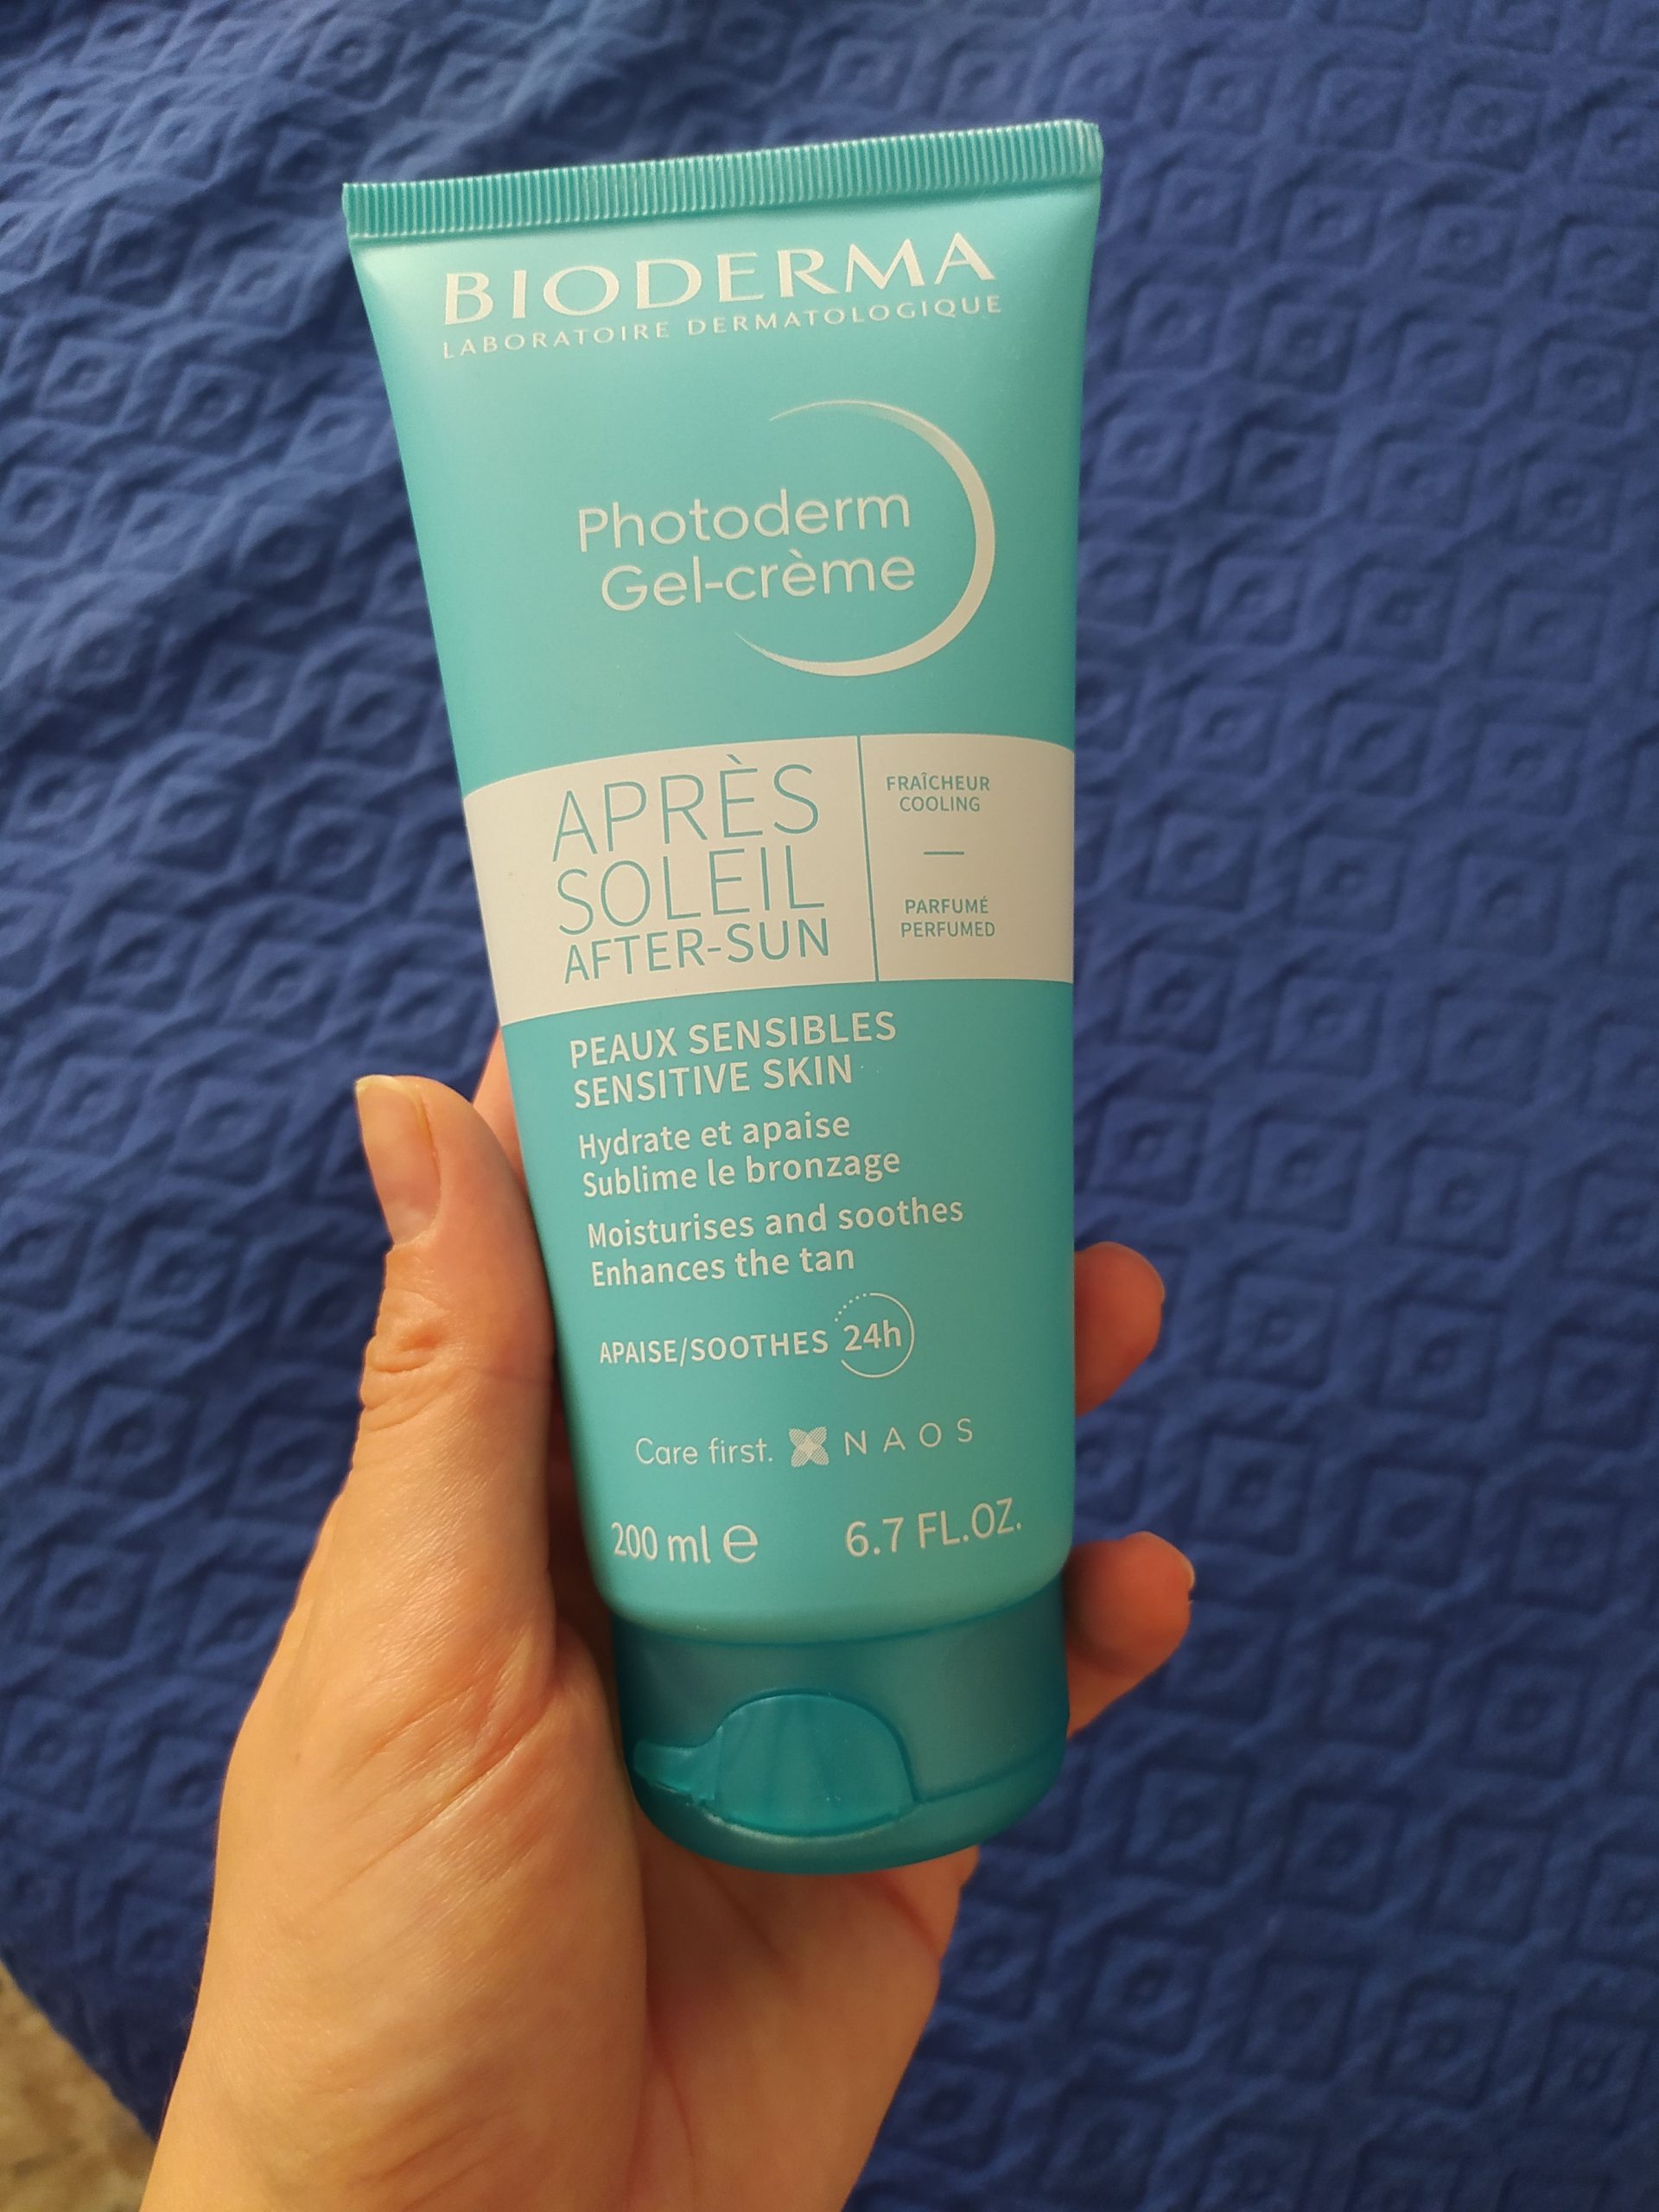 BIODERMA
LABORATOIRE DERMATOLOGIQUE
Photoderm
Gel-crème
APRÈS
SOLEIL
AFTER-SUN
FRAÎCHEUR
COOLING
PARFUMÉ
PERFUMED
PEAUX SENSIBLES
SENSITIVE SKIN
Hydrate et apaise
Sublime le bronzage
Moisturises and soothes
Enhances the tan
APAISE/SOOTHES 24h
Care first. NAOS
200 ml ℮ 6.7 FL.OZ.